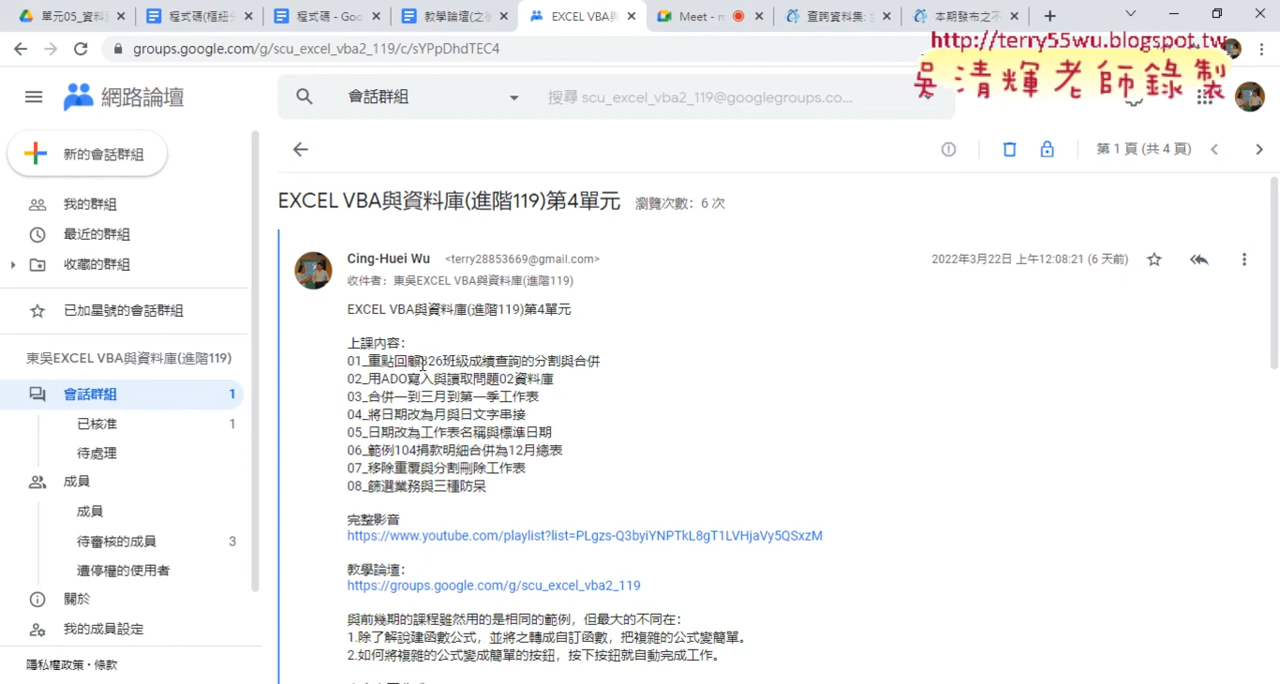 單元05_資
程式碼(樞紐分
程式碼 - Goo
教學論壇(之後
EXCEL VBA與
Meet - m
查詢資料集: 全
本期發布之不
groups.google.com/g/scu_excel_vba2_119/c/sYPpDhdTEC4
http://terry55wu.blogspot.tw
吳清輝老師錄製
網路論壇
會話群組
搜尋 scu_excel_vba2_119@googlegroups.co...
新的會話群組
第 1 頁 (共 4 頁)
我的群組
最近的群組
收藏的群組
已加星號的會話群組
東吳EXCEL VBA與資料庫(進階119)
會話群組 1
已核准 1
待處理
成員
成員
待審核的成員 3
遭停權的使用者
關於
我的成員設定
隱私權政策 • 條款
EXCEL VBA與資料庫(進階119)第4單元 瀏覽次數：6 次
Cing-Huei Wu <terry28853669@gmail.com>
2022年3月22日 上午12:08:21 (6 天前)
收件者：東吳EXCEL VBA與資料庫(進階119)
EXCEL VBA與資料庫(進階119)第4單元
上課內容：
01_重點回顧826班級成績查詢的分割與合併
02_用ADO寫入與讀取問題02資料庫
03_合併一到三月到第一季工作表
04_將日期改為月與日文字串接
05_日期改為工作表名稱與標準日期
06_範例104捐款明細合併為12月總表
07_移除重覆與分割刪除工作表
08_篩選業務與三種防呆
完整影音
https://www.youtube.com/playlist?list=PLgzs-Q3byiYNPTkL8gT1LVHjaVy5QSxzM
教學論壇：
https://groups.google.com/g/scu_excel_vba2_119
與前幾期的課程雖然用的是相同的範例，但最大的不同在：
1.除了解說建函數公式，並將之轉成自訂函數，把複雜的公式變簡單。
2.如何將複雜的公式變成簡單的按鈕，按下按鈕就自動完成工作。